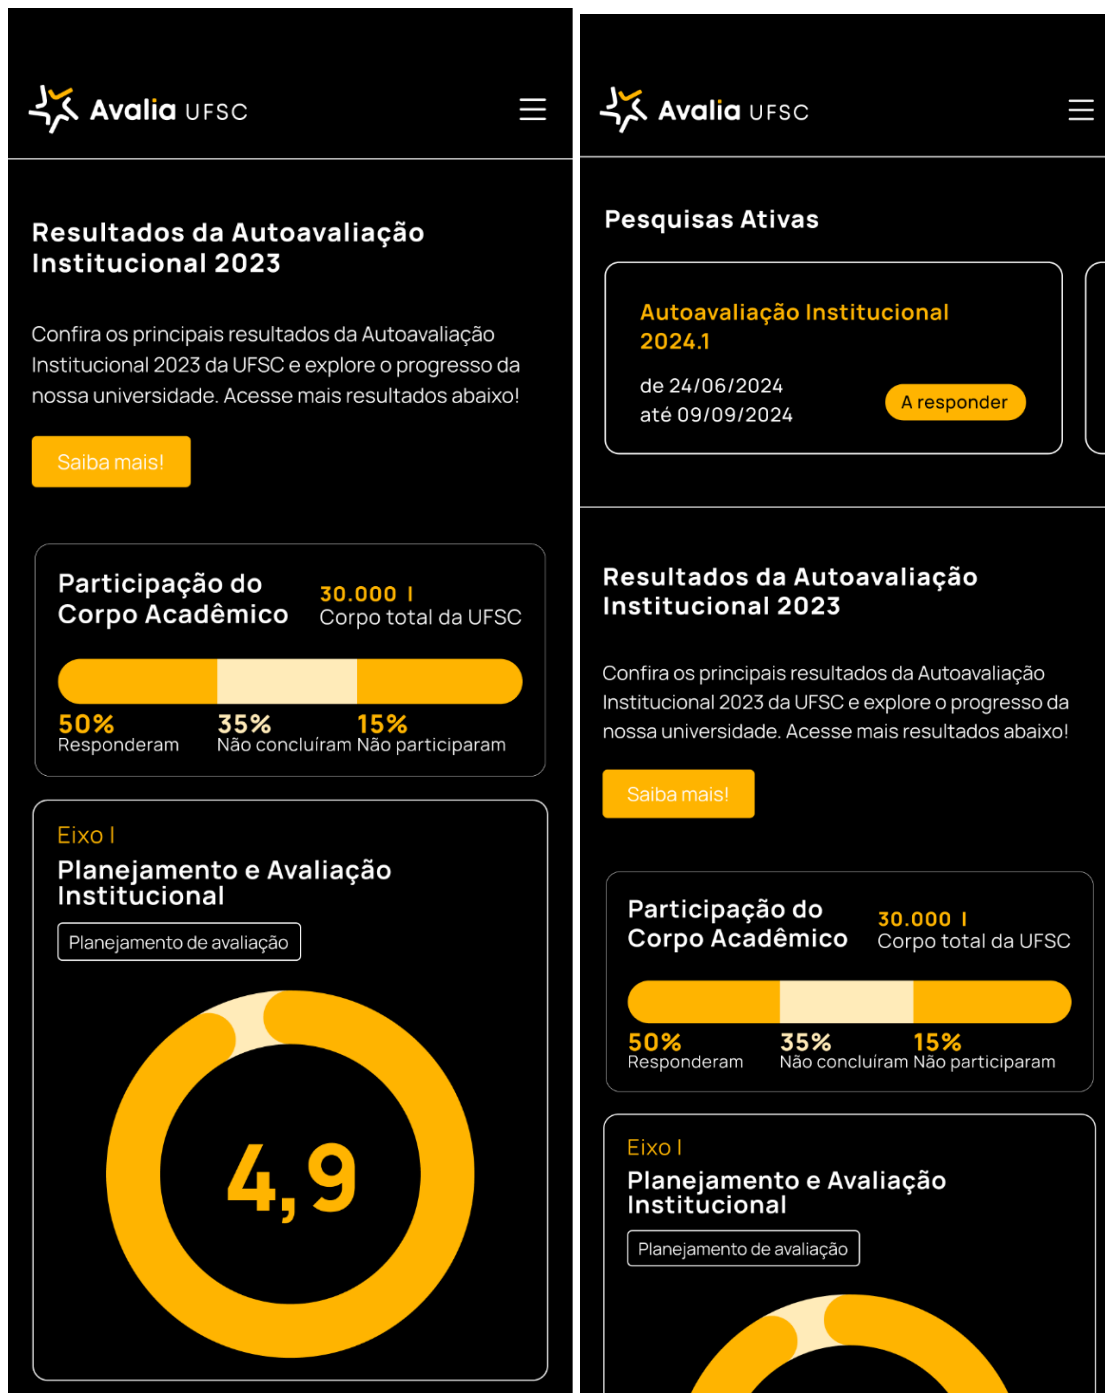 Avalia UFSC
Resultados da Autoavaliação
Institucional 2023
Confira os principais resultados da Autoavaliação
Institucional 2023 da UFSC e explore o progresso da
nossa universidade. Acesse mais resultados abaixo!
Saiba mais!
Participação do
Corpo Acadêmico
30.000 |
Corpo total da UFSC
50%
Responderam
35%
Não concluíram
15%
Não participaram
Eixo I
Planejamento e Avaliação
Institucional
Planejamento de avaliação
4,9
Avalia UFSC
Pesquisas Ativas
Autoavaliação Institucional
2024.1
de 24/06/2024
até 09/09/2024
A responder
Resultados da Autoavaliação
Institucional 2023
Confira os principais resultados da Autoavaliação
Institucional 2023 da UFSC e explore o progresso da
nossa universidade. Acesse mais resultados abaixo!
Saiba mais!
Participação do
Corpo Acadêmico
30.000 |
Corpo total da UFSC
50%
Responderam
35%
Não concluíram
15%
Não participaram
Eixo I
Planejamento e Avaliação
Institucional
Planejamento de avaliação